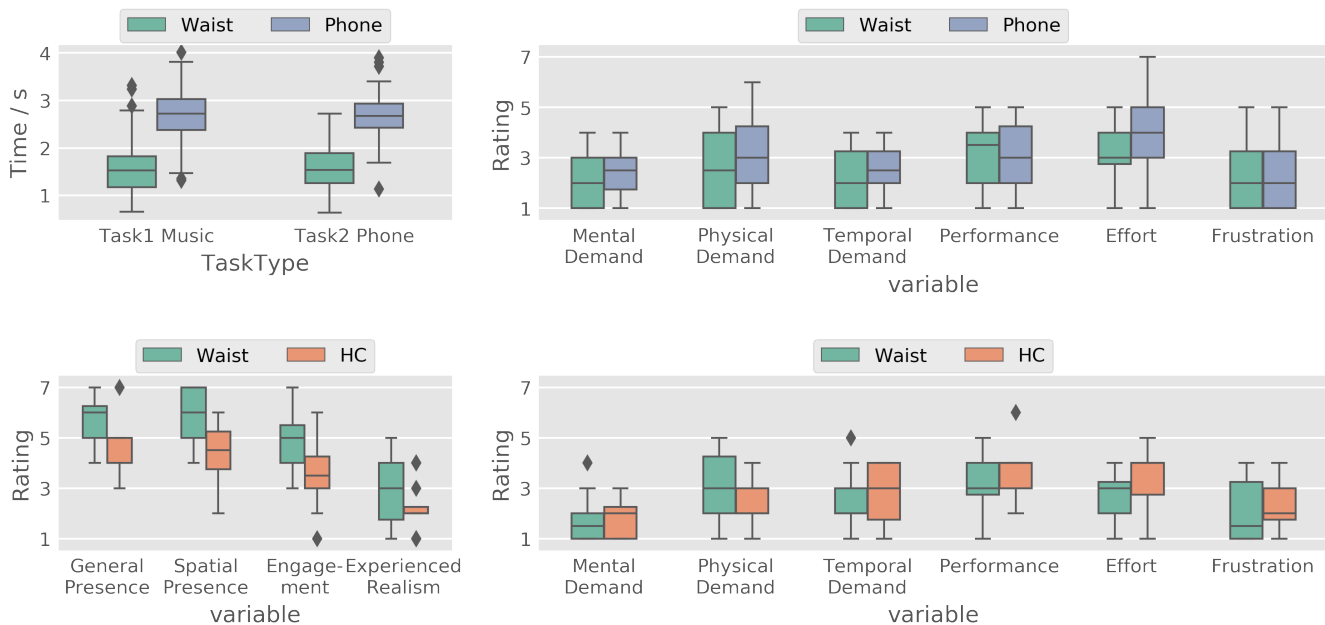 Waist Phone
4
3
2
1
Time / s
Task1 Music Task2 Phone
TaskType
Waist Phone
7
5
3
1
Rating
Mental Physical Temporal Performance Effort Frustration
Demand Demand Demand
variable
Waist HC
7
5
3
1
Rating
General Spatial Engage- Experienced
Presence Presence ment Realism
variable
Waist HC
7
5
3
1
Rating
Mental Physical Temporal Performance Effort Frustration
Demand Demand Demand
variable